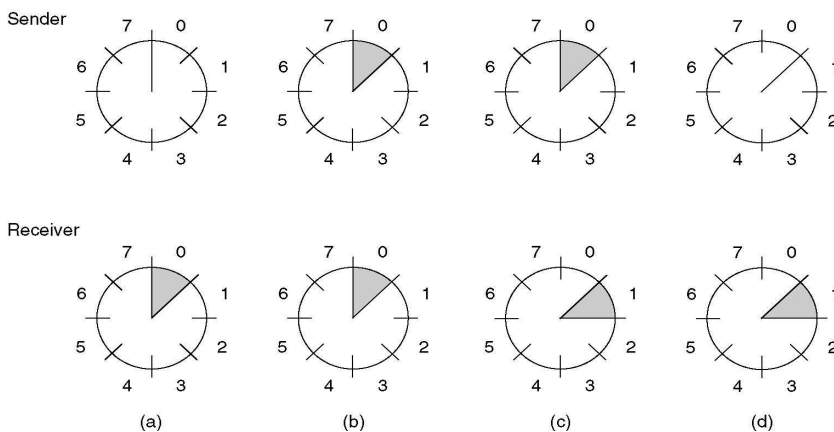 Sender
7 0 7 0 7 0 7 0
6 1 6 1 6 1 6 1
5 2 5 2 5 2 5 2
4 3 4 3 4 3 4 3
Receiver
7 0 7 0 7 0 7 0
6 1 6 1 6 1 6 1
5 2 5 2 5 2 5 2
4 3 4 3 4 3 4 3
(a) (b) (c) (d)